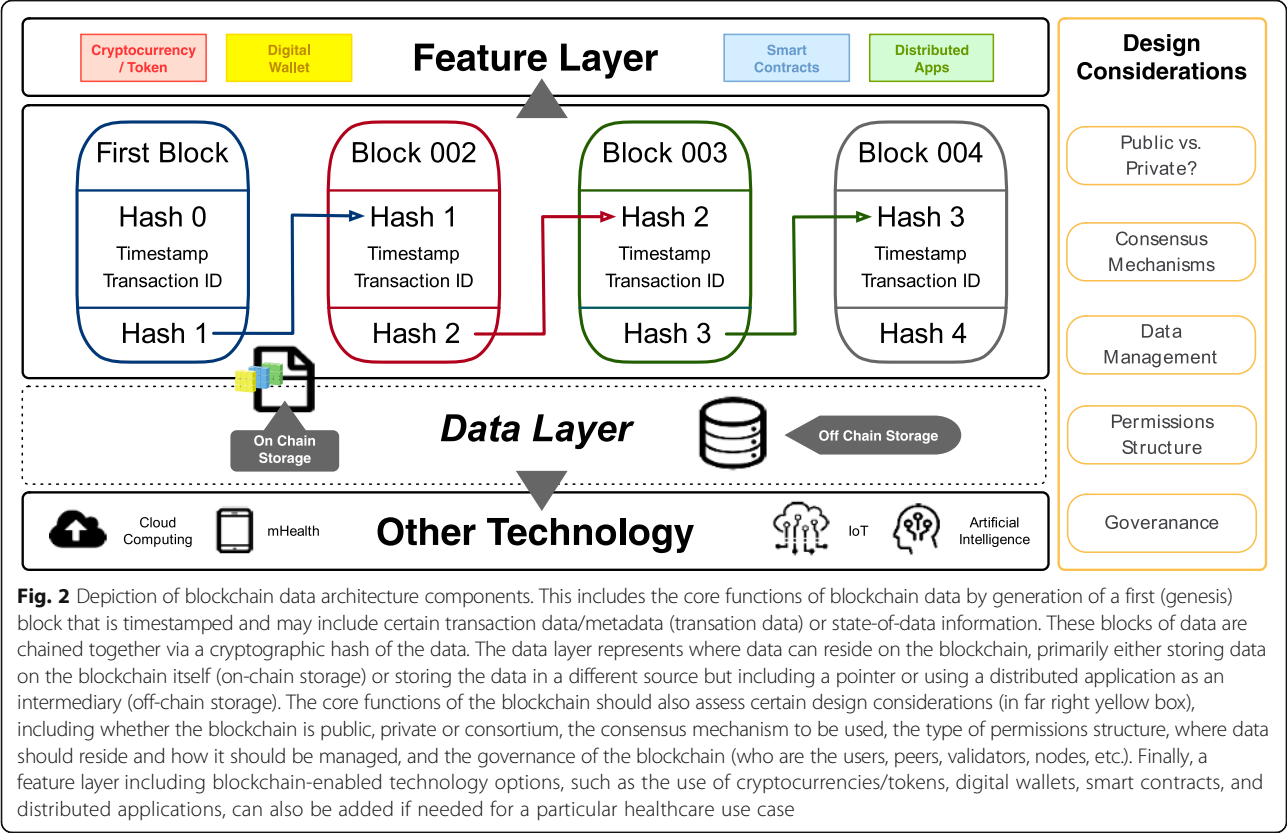 Cryptocurrency
/ Token
Digital
Wallet
Feature Layer
Smart
Contracts
Distributed
Apps
First Block
Hash 0
Timestamp
Transaction ID
Hash 1
Block 002
Hash 1
Timestamp
Transaction ID
Hash 2
Block 003
Hash 2
Timestamp
Transaction ID
Hash 3
Block 004
Hash 3
Timestamp
Transaction ID
Hash 4
On Chain
Storage
Data Layer
Off Chain Storage
Cloud
Computing
mHealth
Other Technology
IoT
Artificial
Intelligence
Design
Considerations
Public vs.
Private?
Consensus
Mechanisms
Data
Management
Permissions
Structure
Goveranance
Fig. 2 Depiction of blockchain data architecture components. This includes the core functions of blockchain data by generation of a first (genesis)
block that is timestamped and may include certain transaction data/metadata (transation data) or state-of-data information. These blocks of data are
chained together via a cryptographic hash of the data. The data layer represents where data can reside on the blockchain, primarily either storing data
on the blockchain itself (on-chain storage) or storing the data in a different source but including a pointer or using a distributed application as an
intermediary (off-chain storage). The core functions of the blockchain should also assess certain design considerations (in far right yellow box),
including whether the blockchain is public, private or consortium, the consensus mechanism to be used, the type of permissions structure, where data
should reside and how it should be managed, and the governance of the blockchain (who are the users, peers, validators, nodes, etc.). Finally, a
feature layer including blockchain-enabled technology options, such as the use of cryptocurrencies/tokens, digital wallets, smart contracts, and
distributed applications, can also be added if needed for a particular healthcare use case